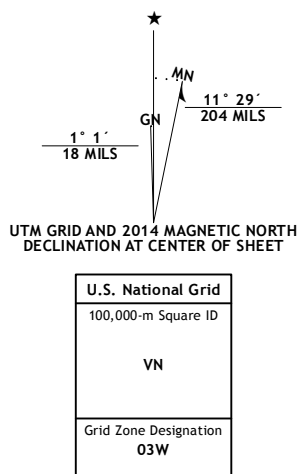 ★
MN
GN
11° 29´
204 MILS
1° 1´
18 MILS
UTM GRID AND 2014 MAGNETIC NORTH
DECLINATION AT CENTER OF SHEET
U.S. National Grid
100,000-m Square ID
VN
Grid Zone Designation
03W